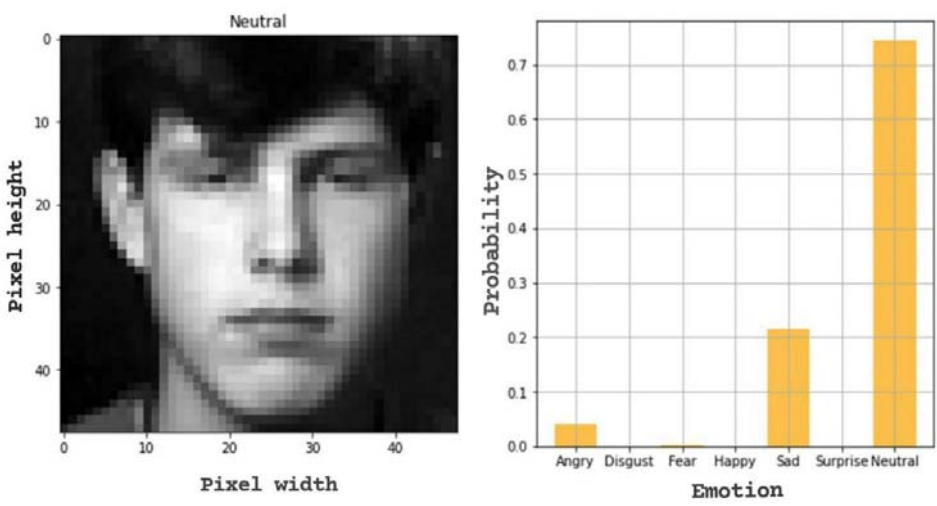 Neutral
0
10
20
30
40
Pixel height
0 10 20 30 40
Pixel width
0.7
0.6
0.5
0.4
0.3
0.2
0.1
0.0
Probability
Angry Disgust Fear Happy Sad Surprise Neutral
Emotion